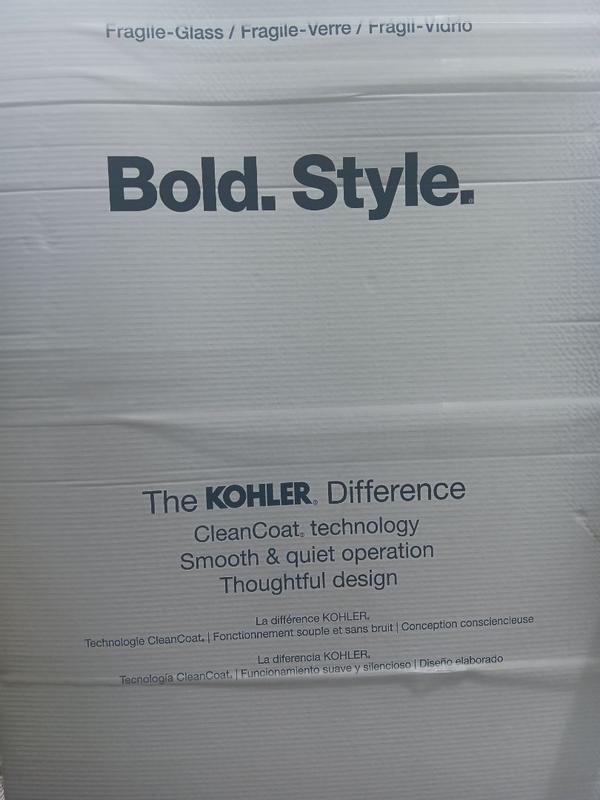 Fragile-Glass / Fragile-Verre / Frágil-Vidrio
Bold. Style.®
The KOHLER® Difference
CleanCoat® technology
Smooth & quiet operation
Thoughtful design
La différence KOHLER®
Technologie CleanCoat® | Fonctionnement souple et sans bruit | Conception consciencieuse
La diferencia KOHLER®
Tecnología CleanCoat® | Funcionamiento suave y silencioso | Diseño elaborado